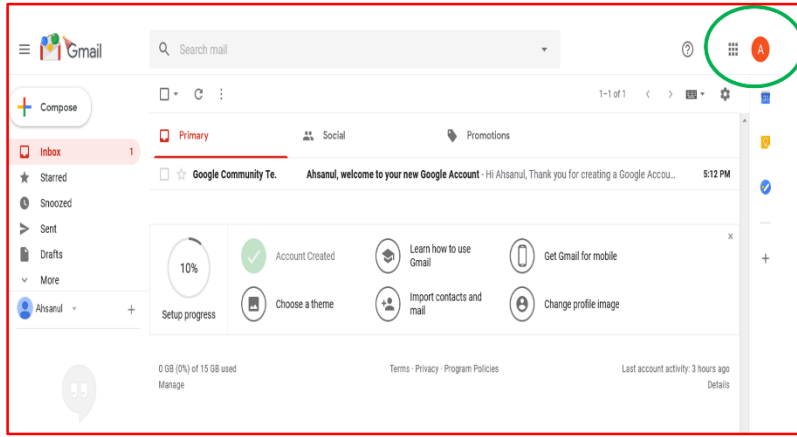 Gmail
Search mail
A
Compose
1–1 of 1
Primary
Social
Promotions
Inbox 1
Google Community Te. Ahsanul, welcome to your new Google Account - Hi Ahsanul, Thank you for creating a Google Accou... 5:12 PM
Starred
Snoozed
Sent
Drafts
More
Ahsanul
10%
Setup progress
Account Created
Learn how to use
Gmail
Get Gmail for mobile
Choose a theme
Import contacts and
mail
Change profile image
x
0 GB (0%) of 15 GB used
Manage
Terms - Privacy - Program Policies
Last account activity: 3 hours ago
Details